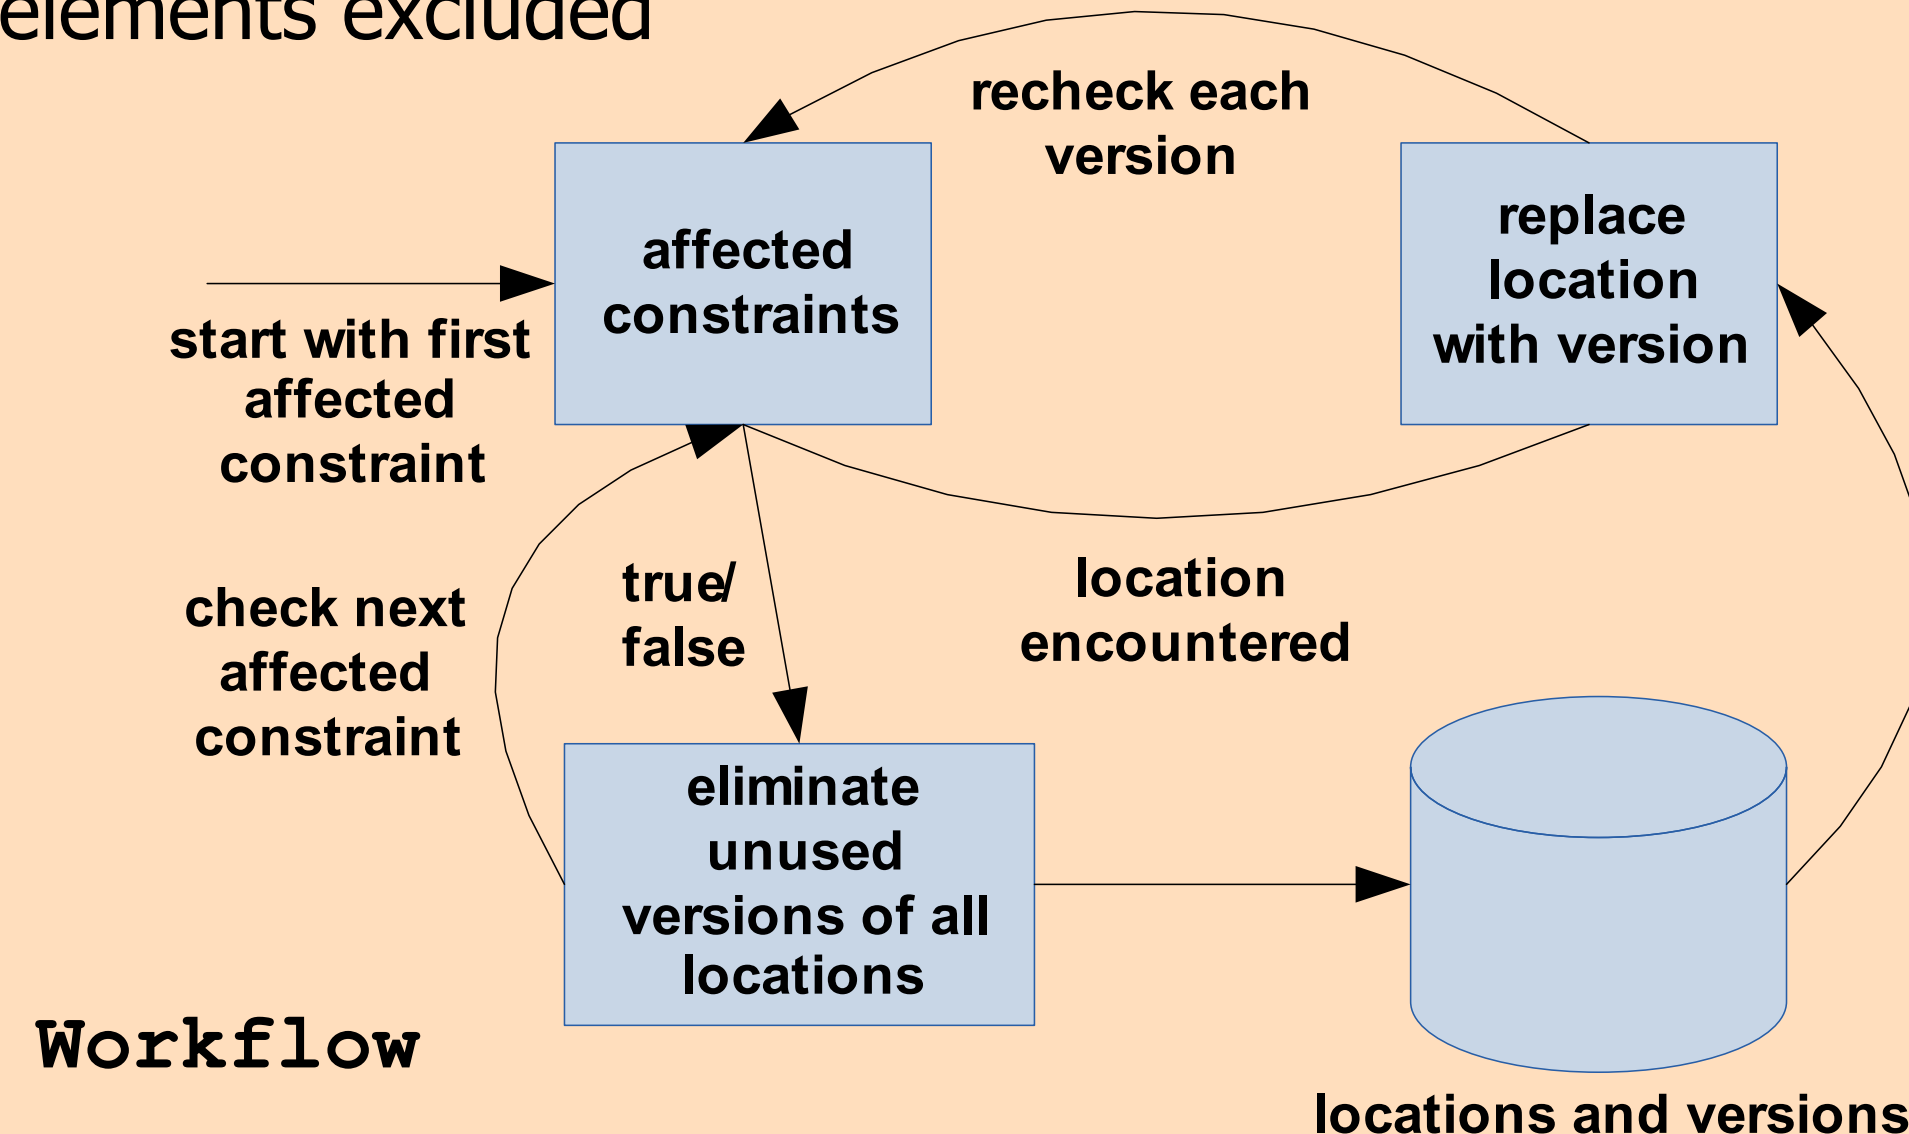 elements excluded
recheck each
version
affected
constraints
replace
location
with version
start with first
affected
constraint
check next
affected
constraint
true/
false
location
encountered
eliminate
unused
versions of all
locations
Workflow
locations and versions